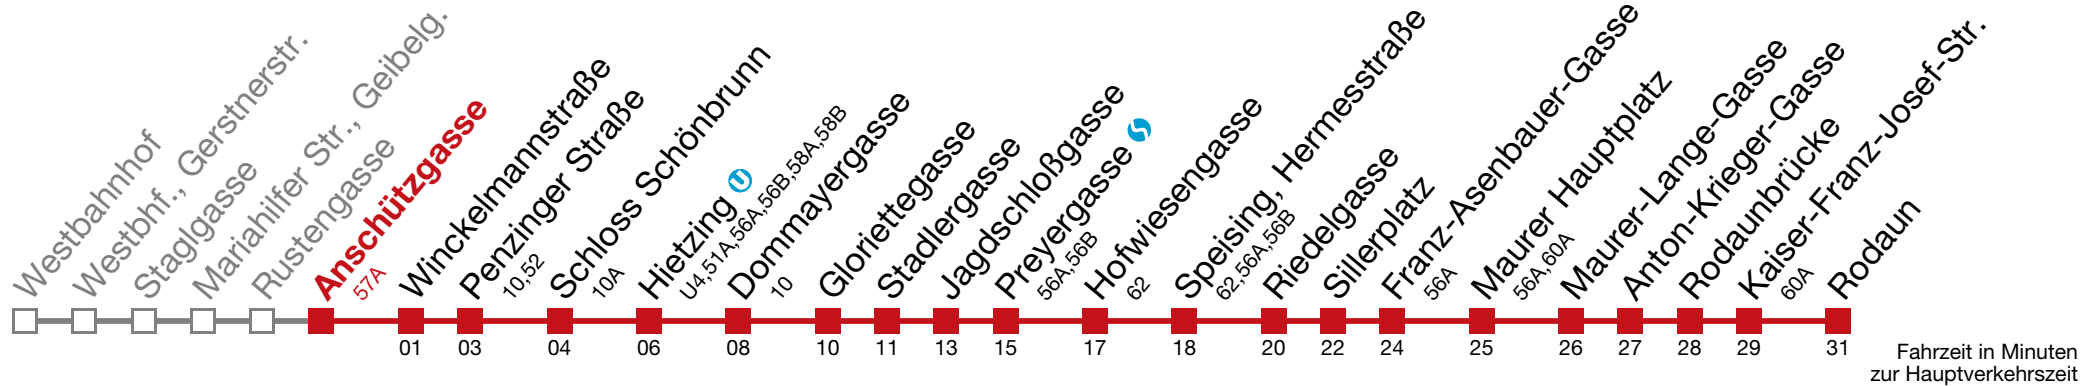 Westbahnhof
Westbhf., Gerstnerstr.
Staglgasse
Mariahilfer Str., Geibelg.
Rustengasse
Anschützgasse
57A
Winckelmannstraße
Penzinger Straße
10,52
Schloss Schönbrunn
10A
Hietzing U
U4,51A,56A,56B,58A,58B
Dommayergasse
10
Gloriettegasse
Stadlergasse
Jagdschloßgasse
Preyergasse
56A,56B
Hofwiesengasse
62
Speising, Hermesstraße
62,56A,56B
Riedelgasse
Sillerplatz
Franz-Asenbauer-Gasse
56A
Maurer Hauptplatz
56A,60A
Maurer-Lange-Gasse
Anton-Krieger-Gasse
Rodaunbrücke
Kaiser-Franz-Josef-Str.
60A
Rodaun
01 03 04 06 08 10 11 13 15 17 18 20 22 24 25 26 27 28 29 31
Fahrzeit in Minuten
zur Hauptverkehrszeit